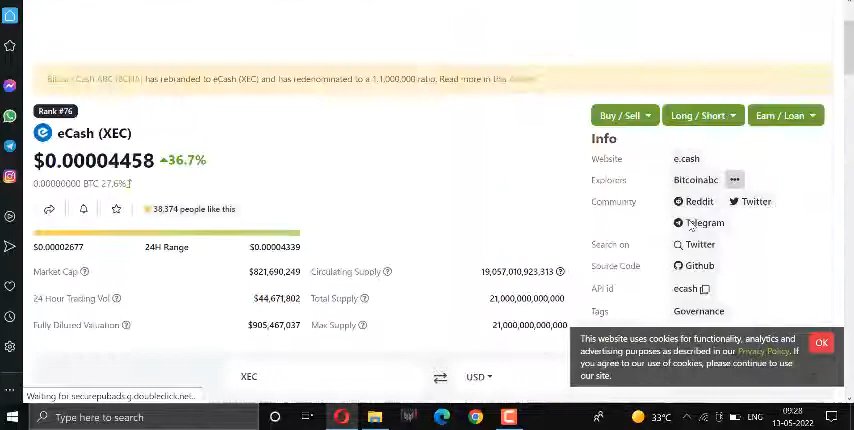 Bitcoin Cash ABC (BCHA) has rebranded to eCash (XEC) and has redenominated to a 1:1,000,000 ratio. Read more in this
Rank #76
eCash (XEC)
$0.00004458 36.7%
0.00000000 BTC 27.6%
38,374 people like this
$0.00002677 24H Range $0.00004339
Market Cap $821,690,249
24 Hour Trading Vol $44,671,802
Fully Diluted Valuation $905,467,037
Circulating Supply 19,057,010,923,313
Total Supply 21,000,000,000,000
Max Supply 21,000,000,000,000
XEC USD
Buy / Sell Long / Short Earn / Loan
Info
Website e.cash
Explorers Bitcoinabc
Community Reddit Twitter
Telegram
Search on Twitter
Source Code Github
API id ecash
Tags Governance
This website uses cookies for functionality, analytics and
advertising purposes as described in our Privacy Policy. If
you agree to our use of cookies, please continue to use
our site.
OK
Waiting for securepubads.g.doubleclick.net...
Type here to search
33°C
ENG
09:28
13-05-2022